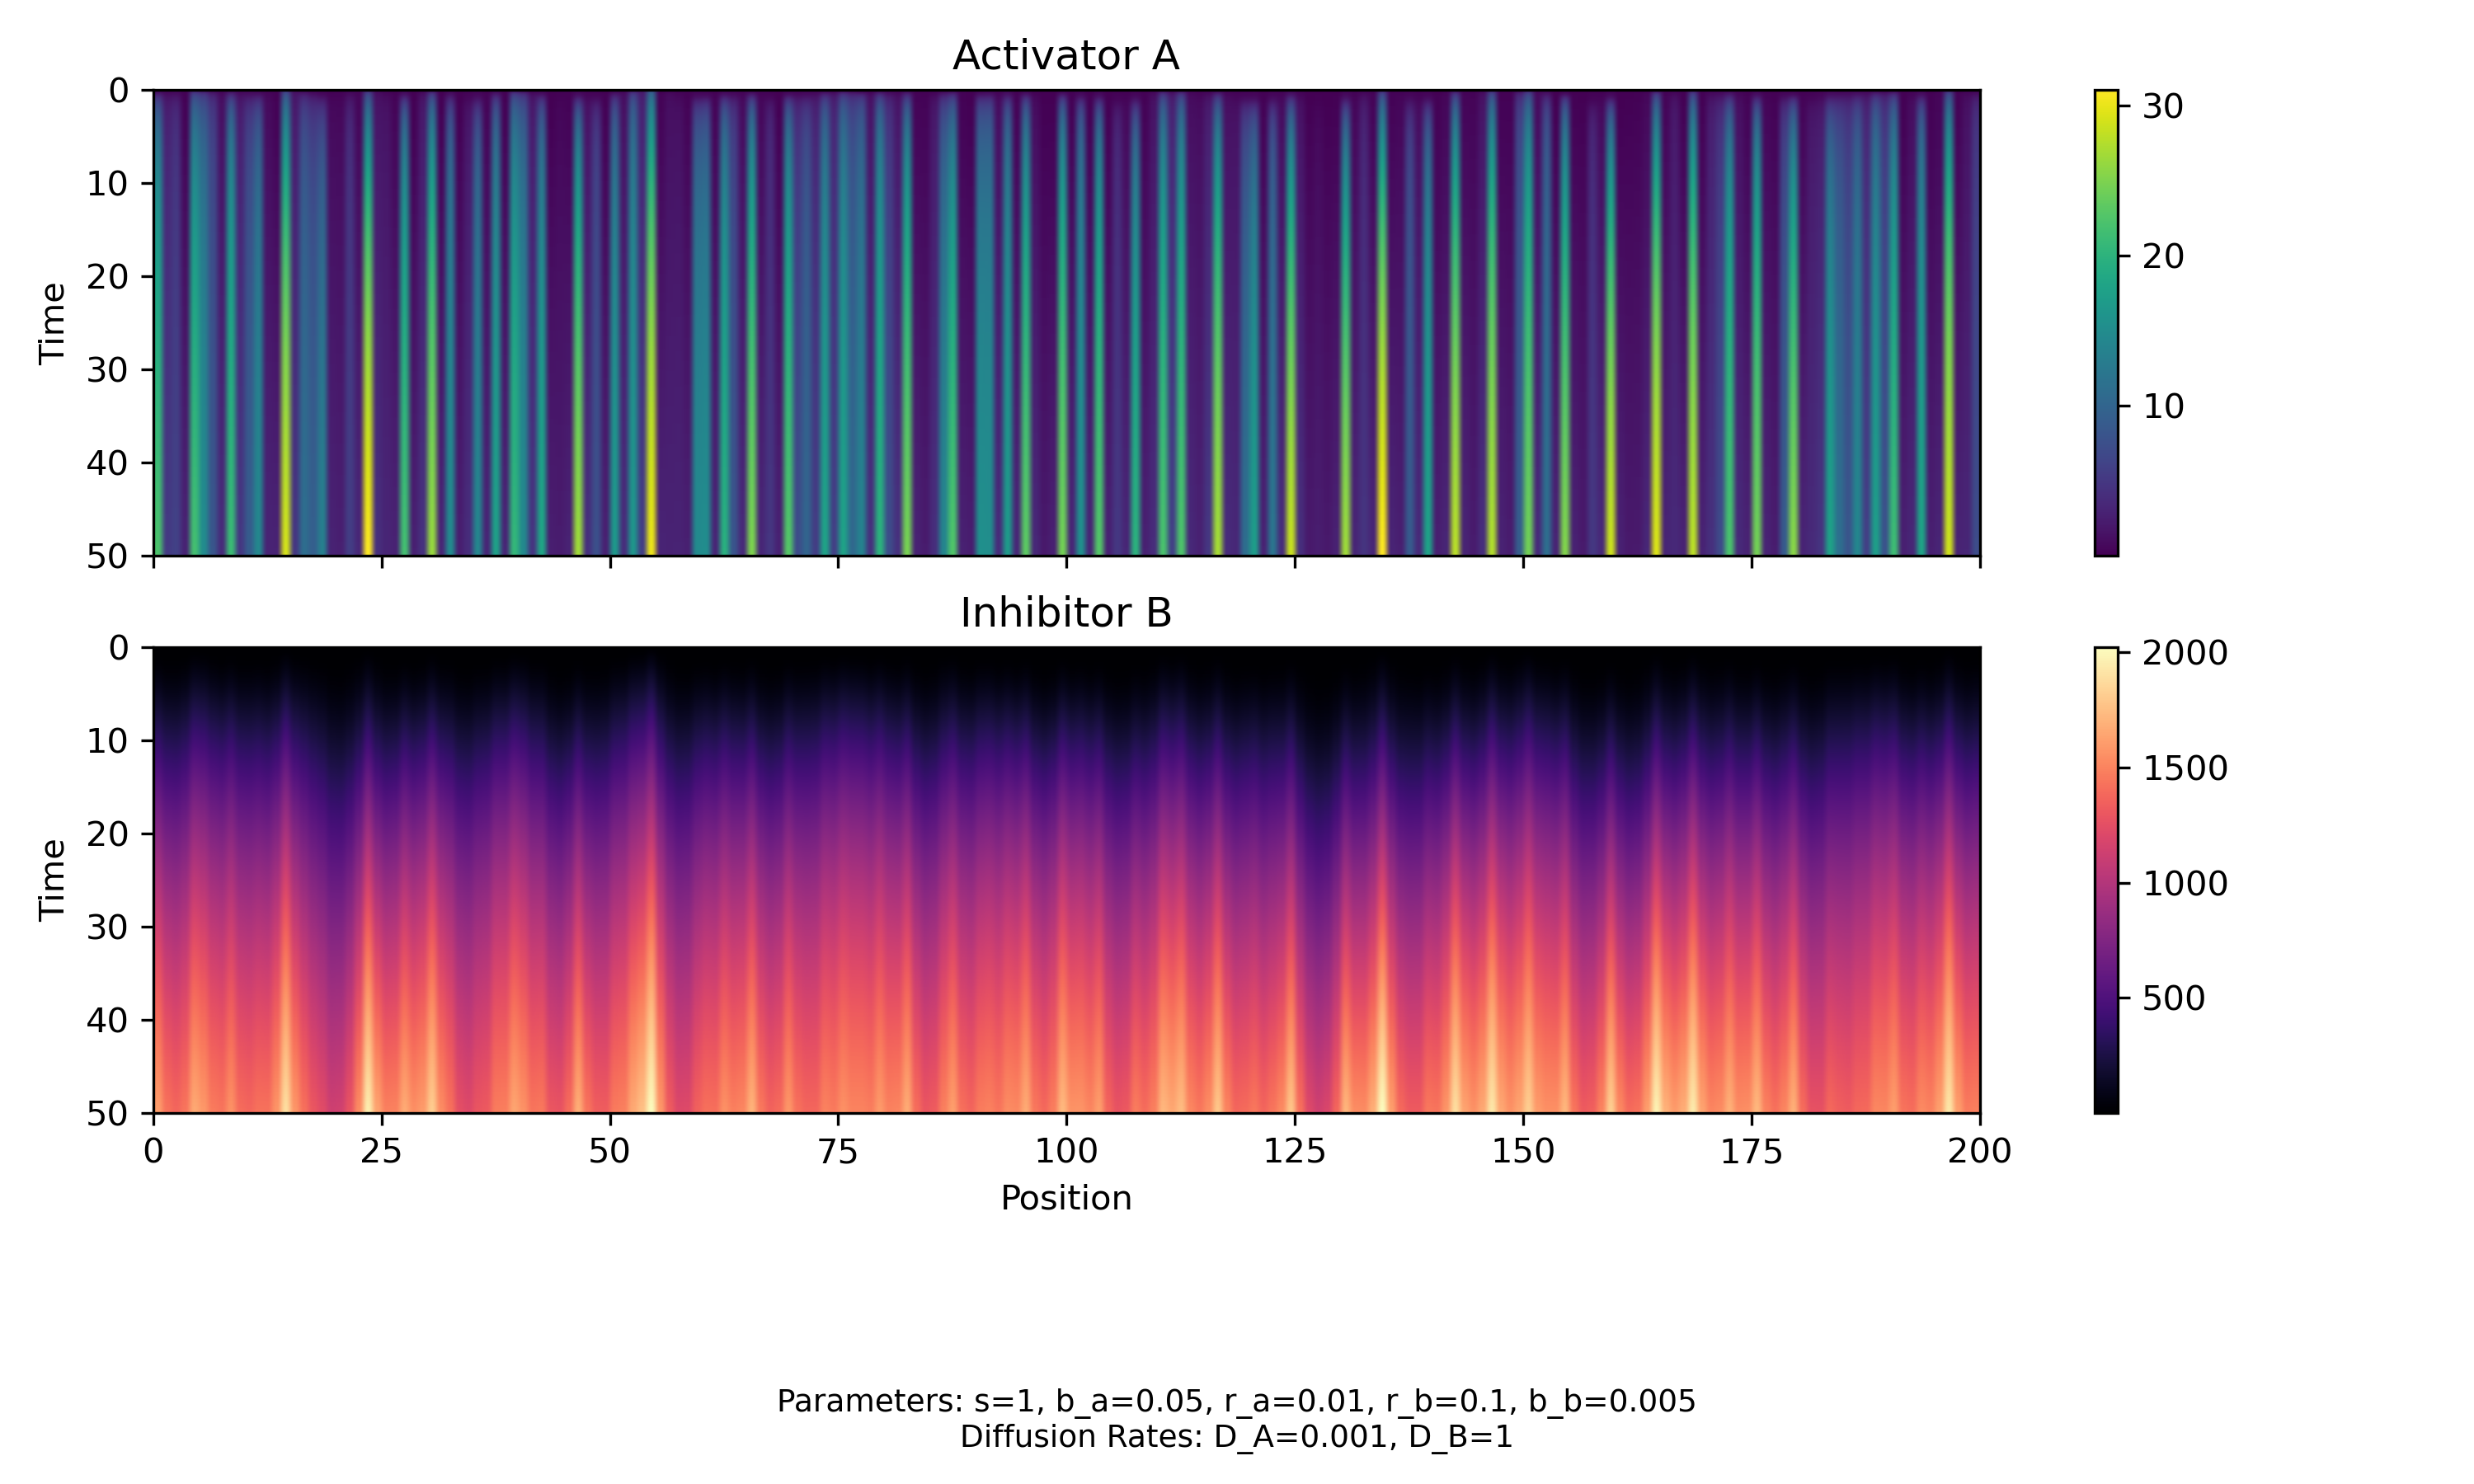 Activator A
0
10
20
30
40
50
Time
30
20
10
Inhibitor B
0
10
20
30
40
50
Time
2000
1500
1000
500
0 25 50 75 100 125 150 175 200
Position
Parameters: s=1, b_a=0.05, r_a=0.01, r_b=0.1, b_b=0.005
Diffusion Rates: D_A=0.001, D_B=1